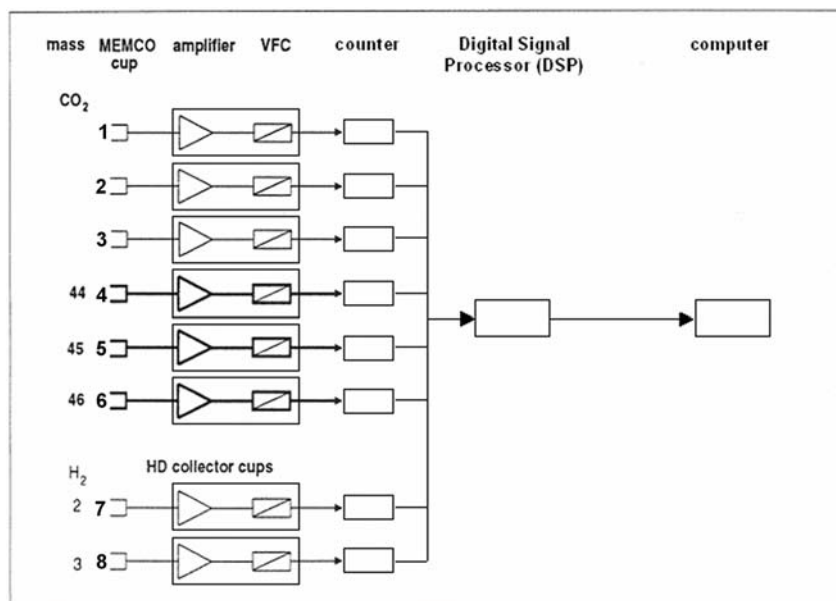 mass MEMCO cup amplifier VFC counter Digital Signal Processor (DSP) computer
CO2
1
2
3
44 4
45 5
46 6
H2 HD collector cups
2 7
3 8